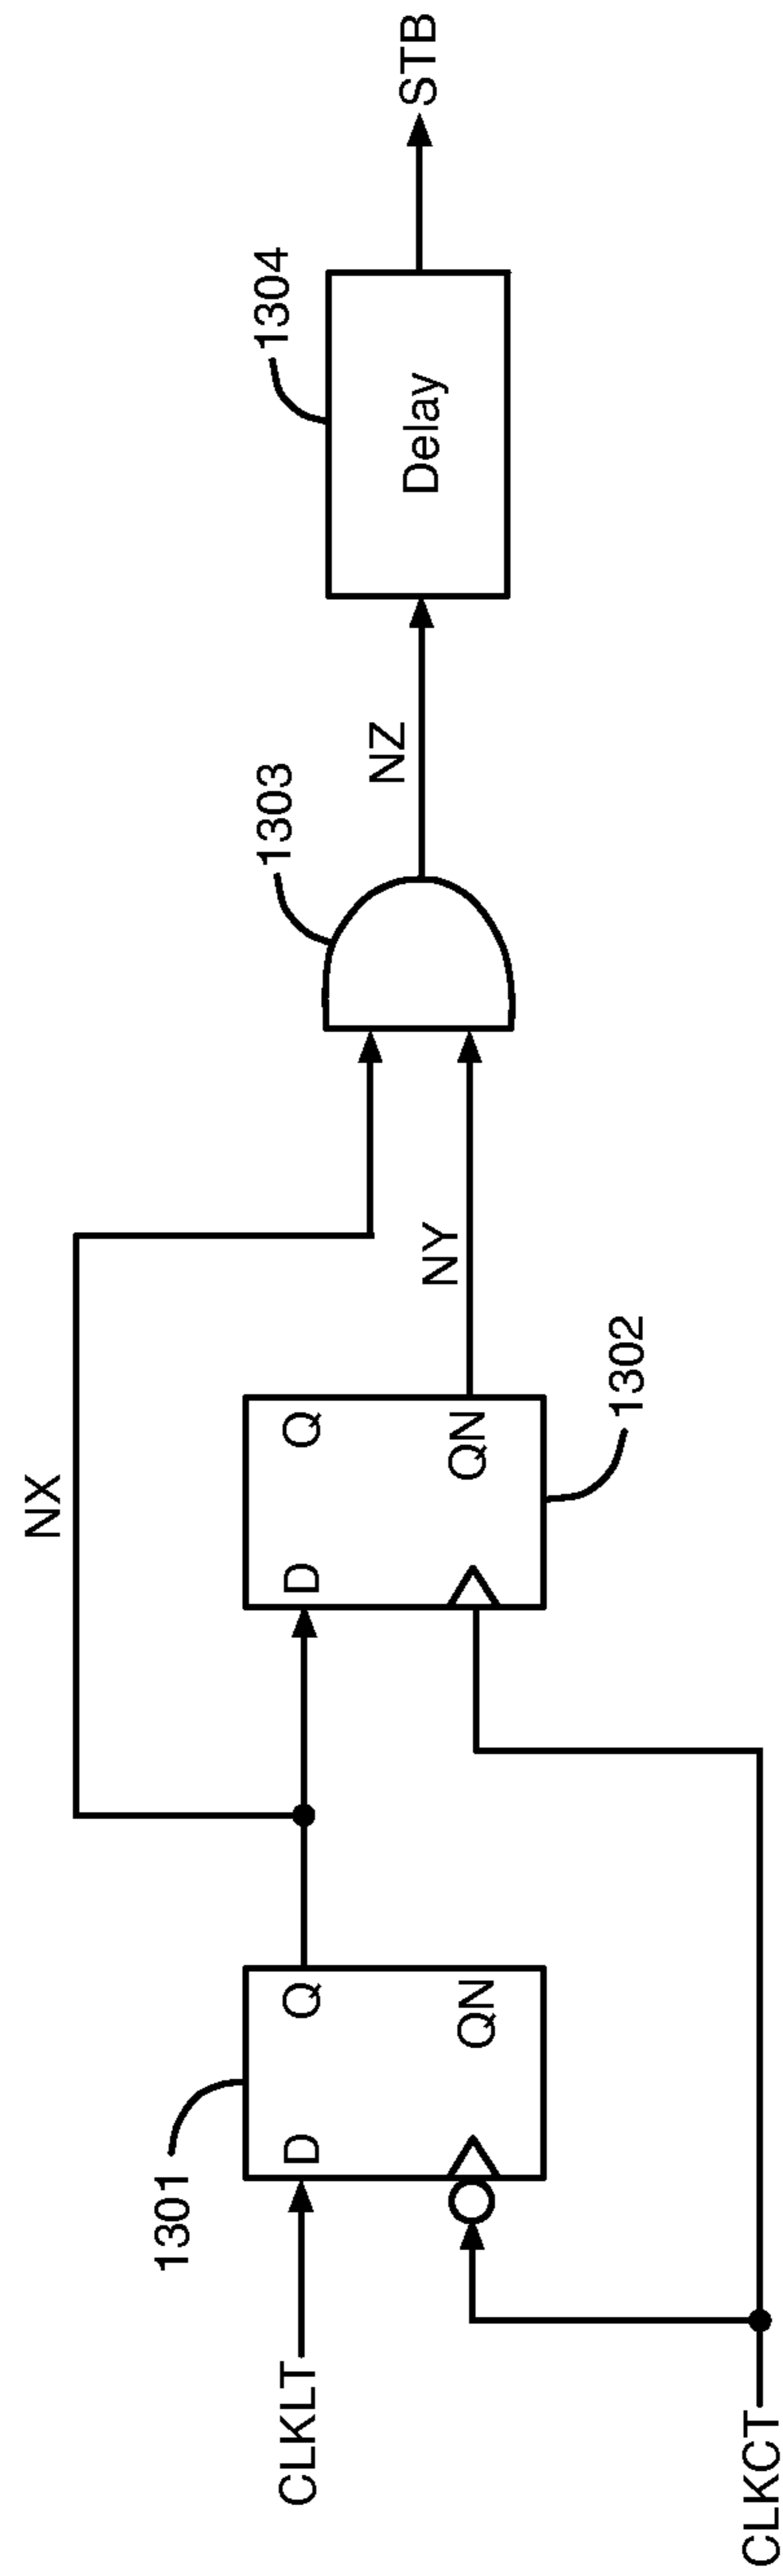 NX
1301
1303
1304
D
Q
D
Q
CLKLT
NZ
Delay
STB
NY
QN
QN
1302
CLKCT